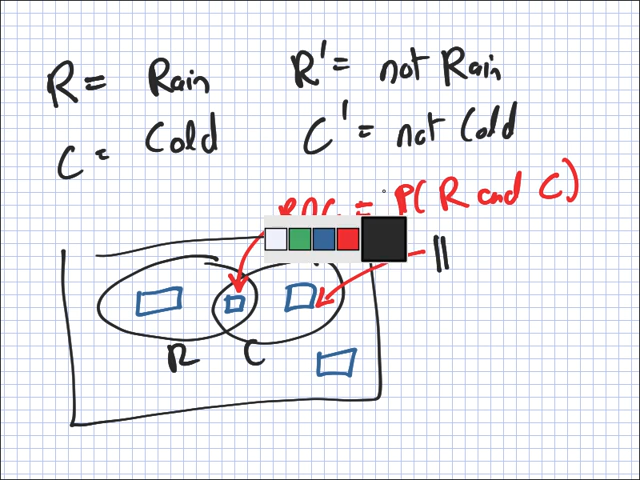 R = Rain R' = not Rain
C = Cold C' = not Cold
R∩C = P(R and C)
R C